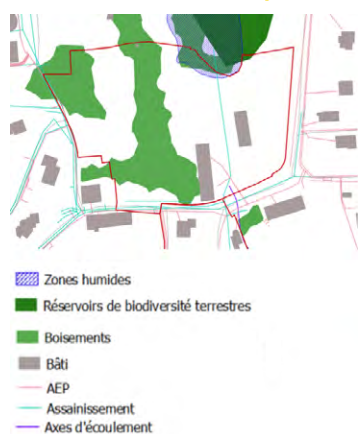 Zones humides
Réservoirs de biodiversité terrestres
Boisements
Bâti
AEP
Assainissement
Axes d'écoulement